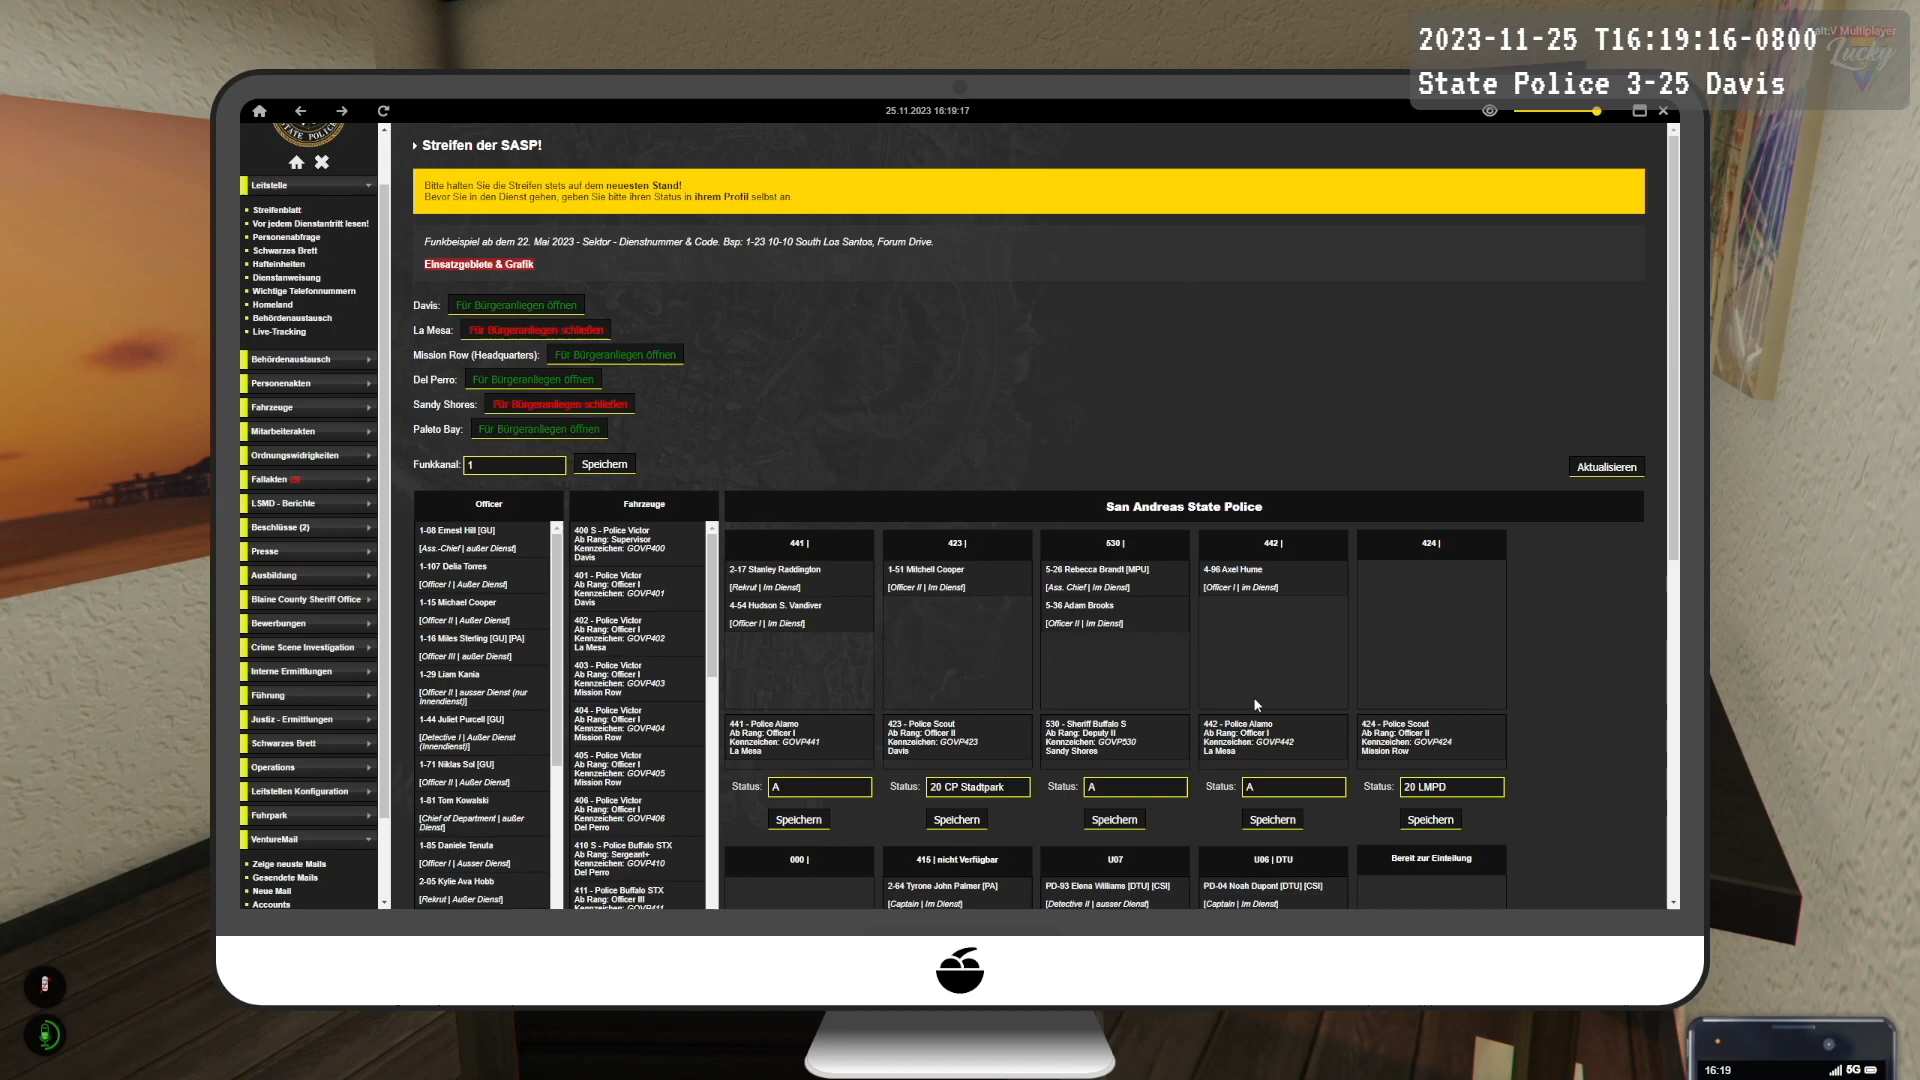 2023-11-25 T16:19:16-0800
alt:V Multiplayer
Lucky
State Police 3-25 Davis
25.11.2023 16:19:17
STATE POLICE
Leitstelle
Streifenblatt
Vor jedem Dienstantritt lesen!
Personenabfrage
Schwarzes Brett
Hafteinheiten
Dienstanweisung
Wichtige Telefonnummern
Homeland
Behördenaustausch
Live-Tracking
Behördenaustausch
Personenakten
Fahrzeuge
Mitarbeiterakten
Ordnungswidrigkeiten
Fallakten
LSMD - Berichte
Beschlüsse (2)
Presse
Ausbildung
Blaine County Sheriff Office
Bewerbungen
Crime Scene Investigation
Interne Ermittlungen
Führung
Justiz - Ermittlungen
Schwarzes Brett
Operations
Leitstellen Konfiguration
Fuhrpark
VentureMail
Zeige neuste Mails
Gesendete Mails
Neue Mail
Accounts
Streifen der SASP!
Bitte halten Sie die Streifen stets auf dem neuesten Stand!
Bevor Sie in den Dienst gehen, geben Sie bitte ihren Status in ihrem Profil selbst an.
Funkbeispiel ab dem 22. Mai 2023 - Sektor - Dienstnummer & Code. Bsp: 1-23 10-10 South Los Santos, Forum Drive.
Einsatzgebiete & Grafik
Davis: Für Bürgeranliegen öffnen
La Mesa: Für Bürgeranliegen schließen
Mission Row (Headquarters): Für Bürgeranliegen öffnen
Del Perro: Für Bürgeranliegen öffnen
Sandy Shores: Für Bürgeranliegen schließen
Paleto Bay: Für Bürgeranliegen öffnen
Funkkanal: 1 Speichern
Aktualisieren
Officer
1-08 Ernest Hill [GU]
[Ass.-Chief | außer Dienst]
1-107 Delia Torres
[Officer I | Außer Dienst]
1-15 Michael Cooper
[Officer II | Außer Dienst]
1-16 Miles Sterling [GU] [PA]
[Officer III | außer Dienst]
1-29 Liam Kania
[Officer II | ausser Dienst (nur
Innendienst)]
1-44 Juliet Purcell [GU]
[Detective I | Außer Dienst
(Innendienst)]
1-71 Niklas Sol [GU]
[Officer II | Außer Dienst]
1-81 Tom Kowalski
[Chief of Department | außer
Dienst]
1-85 Daniele Tenuta
[Officer I | Ausser Dienst]
2-05 Kylie Ava Hobb
[Rekrut | Außer Dienst]
Fahrzeuge
400 S - Police Victor
Ab Rang: Supervisor
Kennzeichen: GOVP400
Davis
401 - Police Victor
Ab Rang: Officer I
Kennzeichen: GOVP401
Davis
402 - Police Victor
Ab Rang: Officer I
Kennzeichen: GOVP402
La Mesa
403 - Police Victor
Ab Rang: Officer I
Kennzeichen: GOVP403
Mission Row
404 - Police Victor
Ab Rang: Officer I
Kennzeichen: GOVP404
Mission Row
405 - Police Victor
Ab Rang: Officer I
Kennzeichen: GOVP405
Mission Row
406 - Police Victor
Ab Rang: Officer I
Kennzeichen: GOVP406
Del Perro
410 S - Police Buffalo STX
Ab Rang: Sergeant+
Kennzeichen: GOVP410
Del Perro
411 - Police Buffalo STX
Ab Rang: Officer III
Kennzeichen: GOVP411
San Andreas State Police
441 |
2-17 Stanley Raddington
[Rekrut | Im Dienst]
4-54 Hudson S. Vandiver
[Officer I | Im Dienst]
441 - Police Alamo
Ab Rang: Officer I
Kennzeichen: GOVP441
La Mesa
Status: A
Speichern
423 |
1-51 Mitchell Cooper
[Officer II | Im Dienst]
423 - Police Scout
Ab Rang: Officer II
Kennzeichen: GOVP423
Davis
Status: 20 CP Stadtpark
Speichern
530 |
5-26 Rebecca Brandt [MPU]
[Ass. Chief | Im Dienst]
5-36 Adam Brooks
[Officer II | Im Dienst]
530 - Sheriff Buffalo S
Ab Rang: Deputy II
Kennzeichen: GOVP530
Sandy Shores
Status: A
Speichern
442 |
4-96 Axel Hume
[Officer I | im Dienst]
442 - Police Alamo
Ab Rang: Officer I
Kennzeichen: GOVP442
La Mesa
Status: A
Speichern
424 |
424 - Police Scout
Ab Rang: Officer II
Kennzeichen: GOVP424
Mission Row
Status: 20 LMPD
Speichern
000 |
415 | nicht Verfügbar
2-64 Tyrone John Palmer [PA]
[Captain | Im Dienst]
U07
PD-93 Elena Williams [DTU] [CSI]
[Detective II | ausser Dienst]
U06 | DTU
PD-04 Noah Dupont [DTU] [CSI]
[Captain | Im Dienst]
Bereit zur Einteilung
16:19
5G